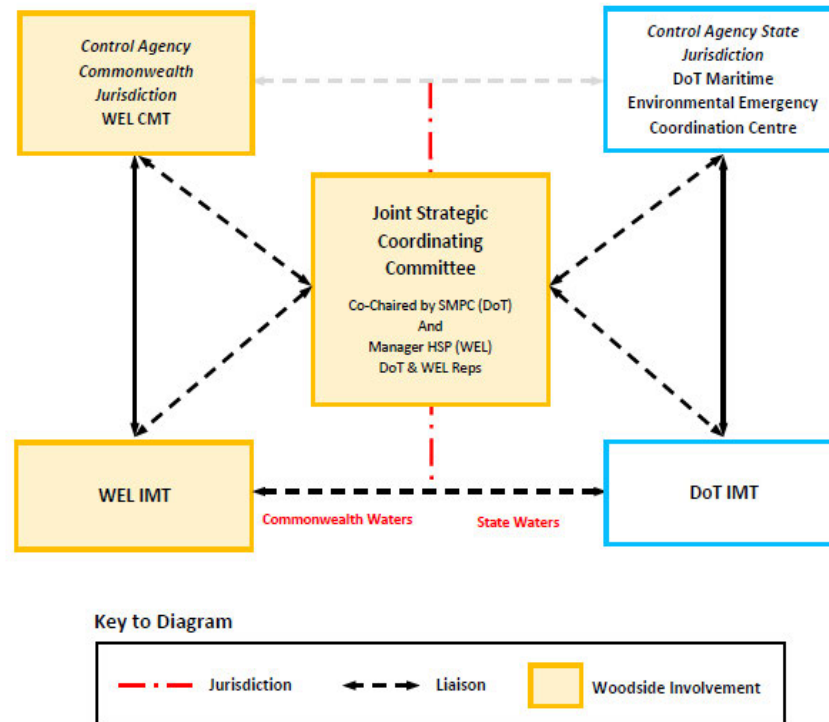 Control Agency
Commonwealth
Jurisdiction
WEL CMT
Control Agency State
Jurisdiction
DoT Maritime
Environmental Emergency
Coordination Centre
Joint Strategic
Coordinating
Committee
Co-Chaired by SMPC (DoT)
And
Manager HSP (WEL)
DoT & WEL Reps
WEL IMT
DoT IMT
Commonwealth Waters
State Waters
Key to Diagram
Jurisdiction
Liaison
Woodside Involvement